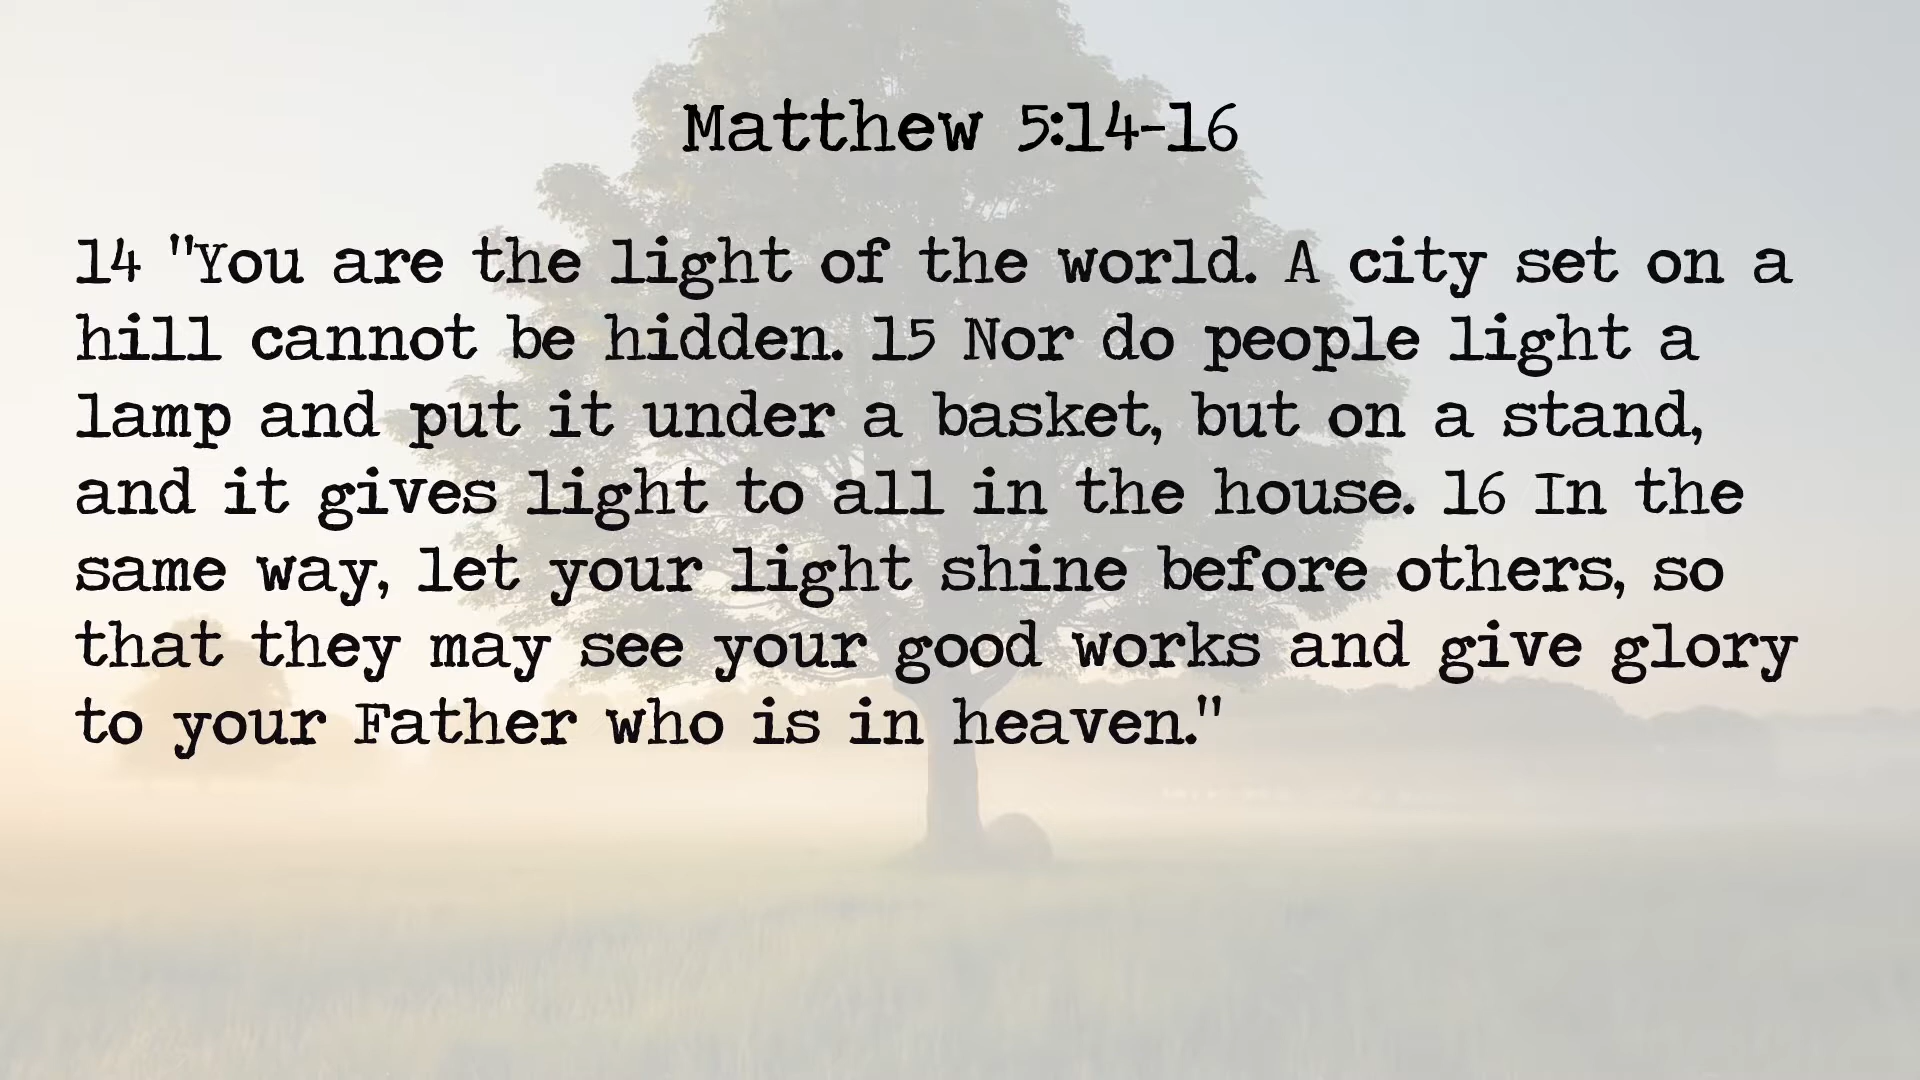 Matthew 5:14-16
14 "You are the light of the world. A city set on a
hill cannot be hidden. 15 Nor do people light a
lamp and put it under a basket, but on a stand,
and it gives light to all in the house. 16 In the
same way, let your light shine before others, so
that they may see your good works and give glory
to your Father who is in heaven."